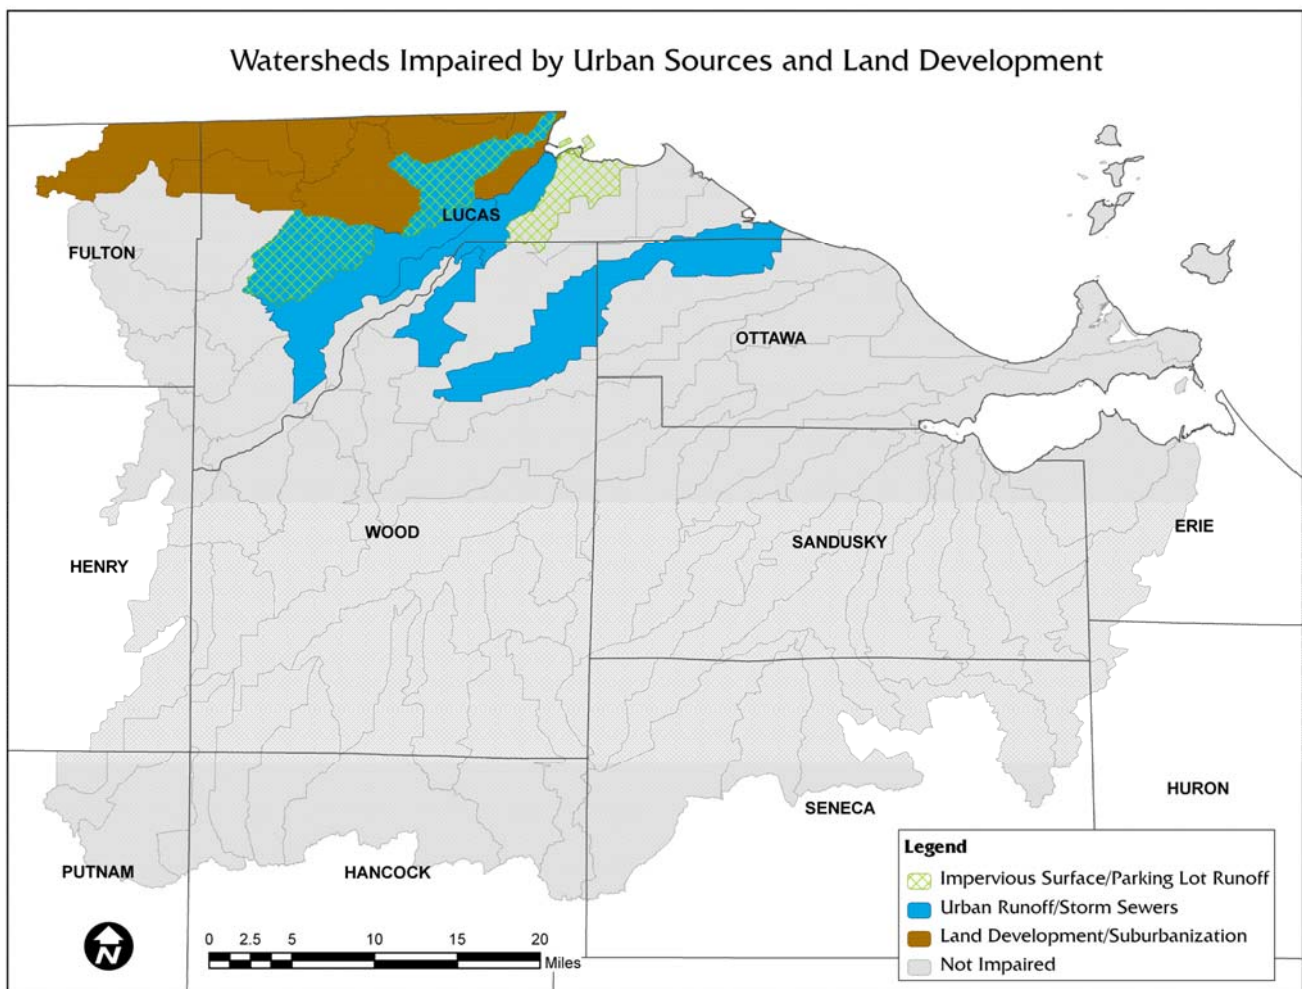 Watersheds Impaired by Urban Sources and Land Development
LUCAS
FULTON
OTTAWA
WOOD
SANDUSKY
ERIE
HENRY
HURON
SENECA
PUTNAM
HANCOCK
Legend
Impervious Surface/Parking Lot Runoff
Urban Runoff/Storm Sewers
Land Development/Suburbanization
Not Impaired
N
0 2.5 5 10 15 20
Miles